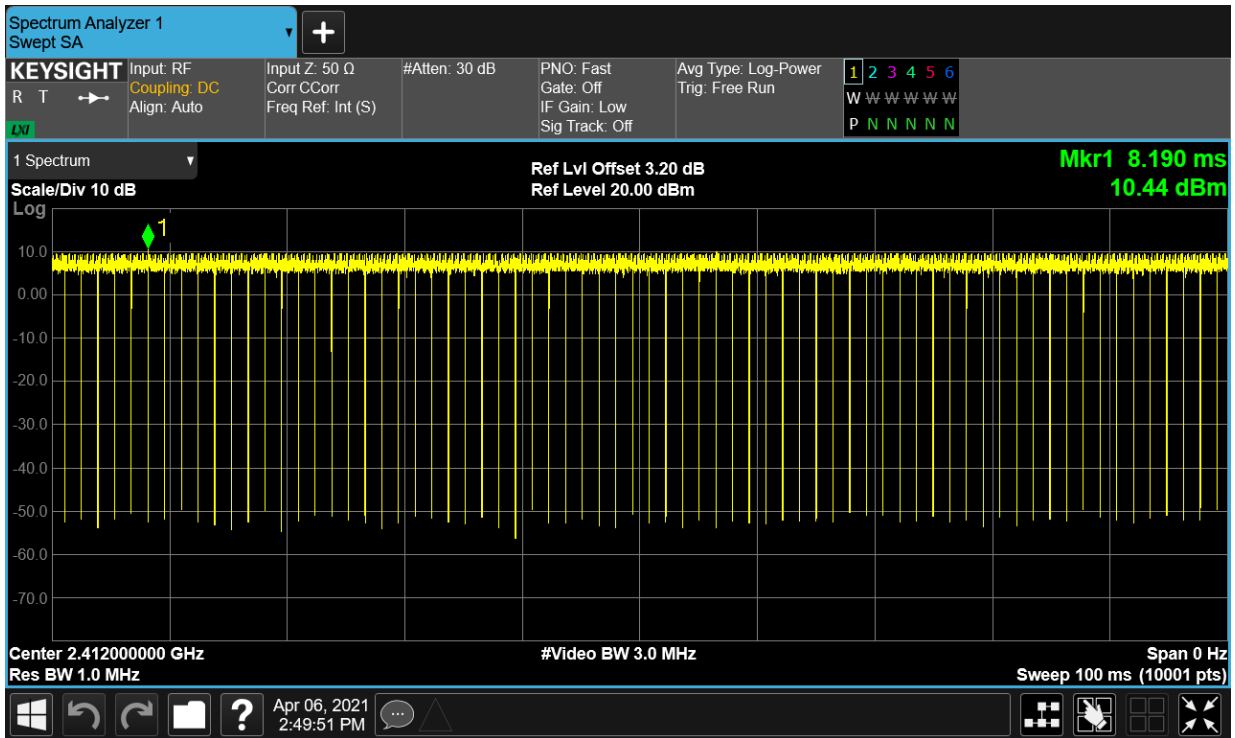 Spectrum Analyzer 1
Swept SA
KEYSIGHT
R T
LXI
Input: RF
Coupling: DC
Align: Auto
Input Z: 50 Ω
Corr CCorr
Freq Ref: Int (S)
#Atten: 30 dB
PNO: Fast
Gate: Off
IF Gain: Low
Sig Track: Off
Avg Type: Log-Power
Trig: Free Run
1 2 3 4 5 6
W W W W W W
P N N N N N
1 Spectrum
Scale/Div 10 dB
Log
Ref Lvl Offset 3.20 dB
Ref Level 20.00 dBm
Mkr1 8.190 ms
10.44 dBm
1
10.0
0.00
-10.0
-20.0
-30.0
-40.0
-50.0
-60.0
-70.0
Center 2.412000000 GHz
Res BW 1.0 MHz
#Video BW 3.0 MHz
Span 0 Hz
Sweep 100 ms (10001 pts)
?
Apr 06, 2021
2:49:51 PM